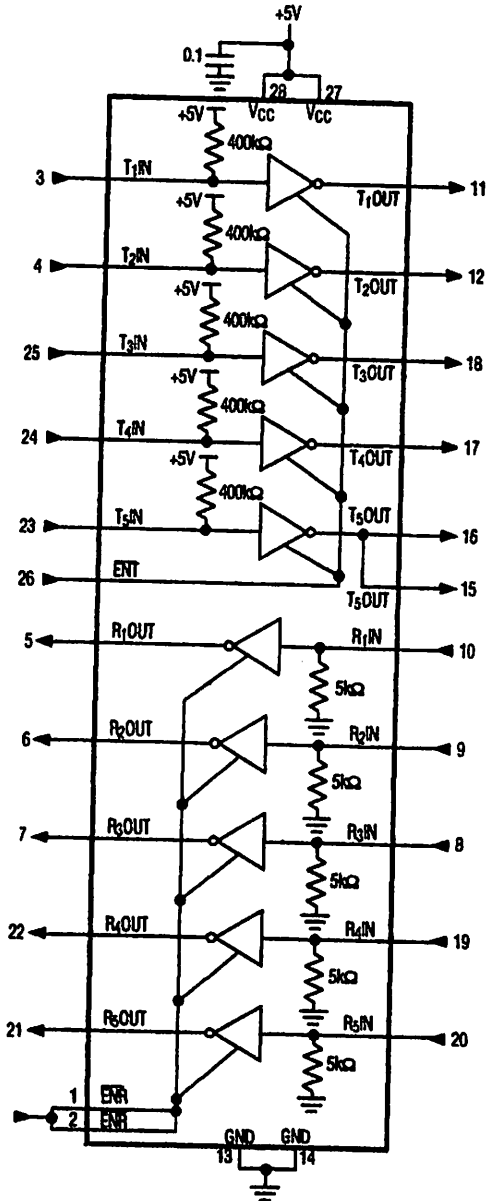 +5V
0.1
28 27
VCC VCC
+5V
400kΩ
3 T1IN T1OUT 11
+5V
400kΩ
4 T2IN T2OUT 12
+5V
400kΩ
25 T3IN T3OUT 18
+5V
400kΩ
24 T4IN T4OUT 17
+5V
400kΩ
23 T5IN T5OUT 16
26 ENT
T5OUT 15
5 R1OUT R1IN 10
5kΩ
6 R2OUT R2IN 9
5kΩ
7 R3OUT R3IN 8
5kΩ
22 R4OUT R4IN 19
5kΩ
21 R5OUT R5IN 20
5kΩ
1 E̅N̅R̅
2 E̅N̅R̅
GND GND
13 14